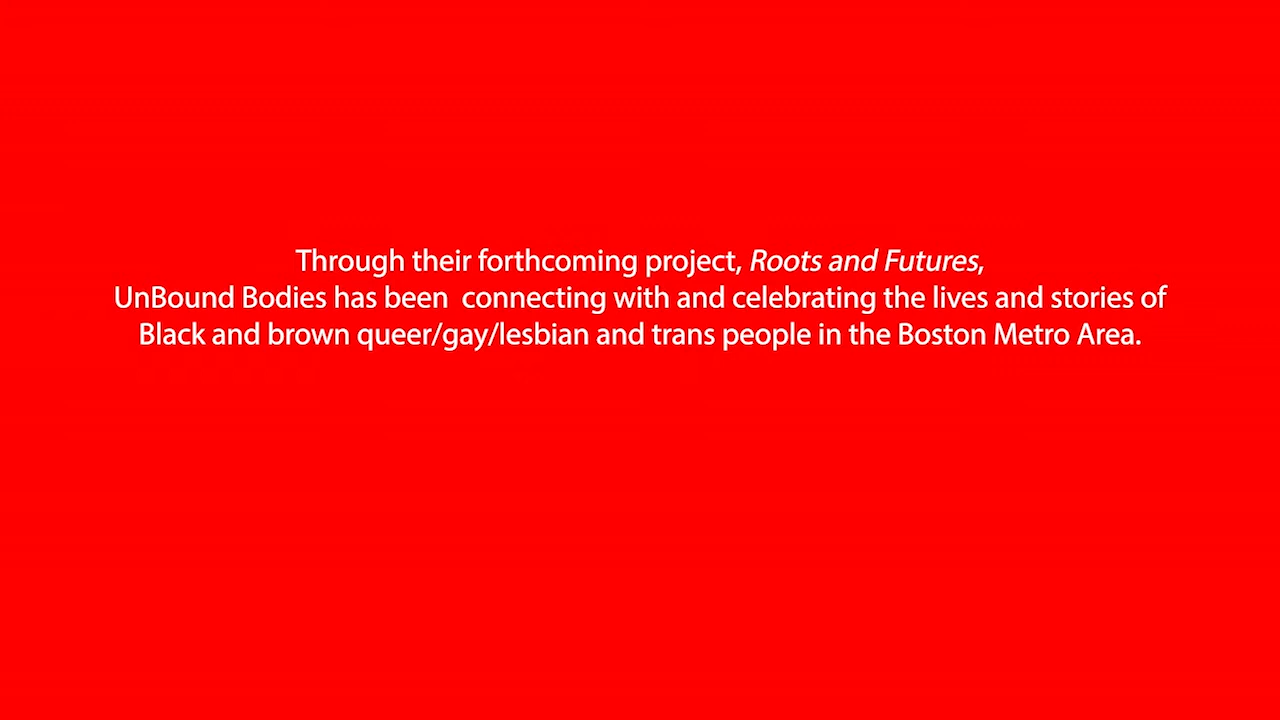 Through their forthcoming project, Roots and Futures,
UnBound Bodies has been  connecting with and celebrating the lives and stories of
Black and brown queer/gay/lesbian and trans people in the Boston Metro Area.